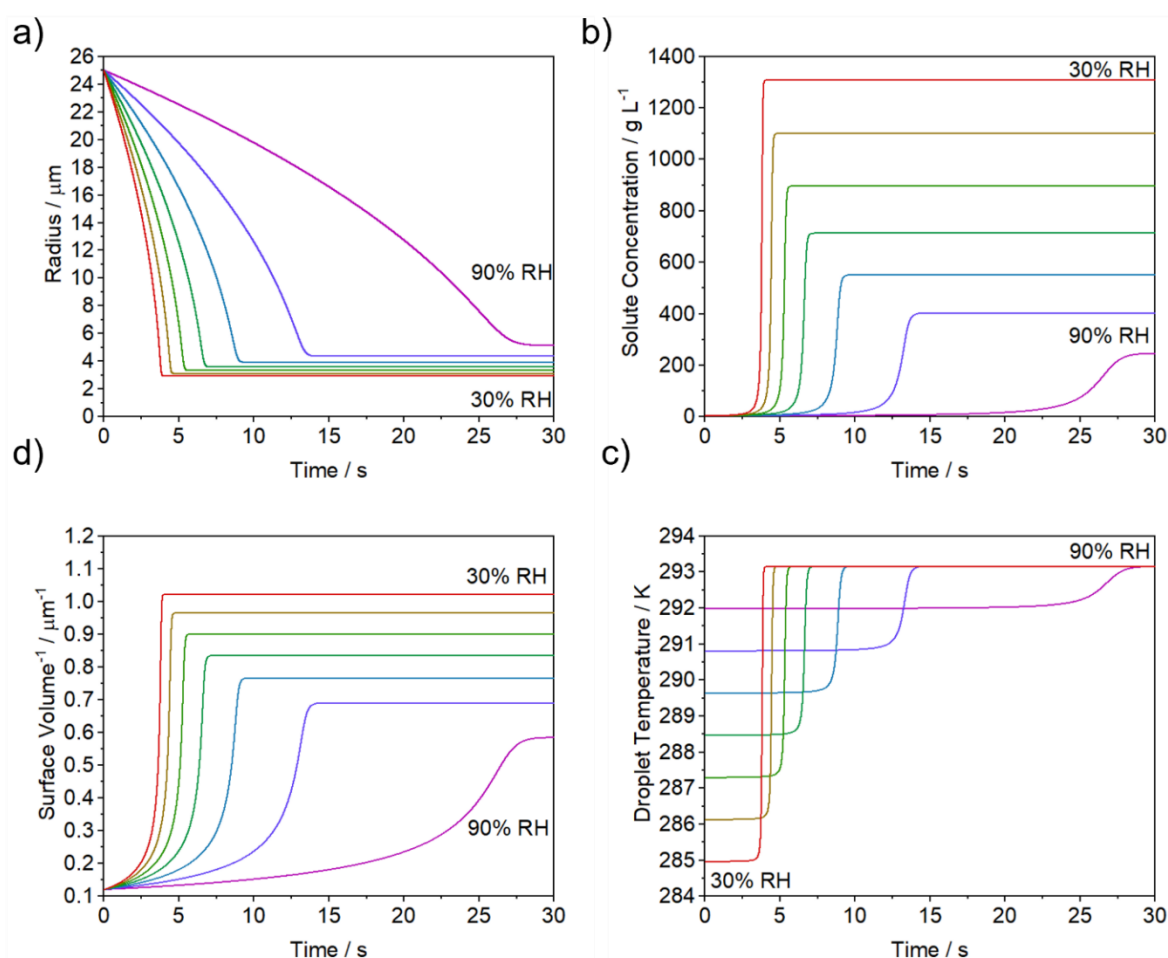 a)
26
24
22
20
18
16
14
12
10
8
6
4
2
0
Radius / μm
90% RH
30% RH
0 5 10 15 20 25 30
Time / s
b)
1400
1200
1000
800
600
400
200
0
Solute Concentration / g L⁻¹
30% RH
90% RH
0 5 10 15 20 25 30
Time / s
d)
1.2
1.1
1.0
0.9
0.8
0.7
0.6
0.5
0.4
0.3
0.2
0.1
Surface Volume⁻¹ / μm⁻¹
30% RH
90% RH
0 5 10 15 20 25 30
Time / s
c)
294
293
292
291
290
289
288
287
286
285
284
Droplet Temperature / K
90% RH
30% RH
0 5 10 15 20 25 30
Time / s